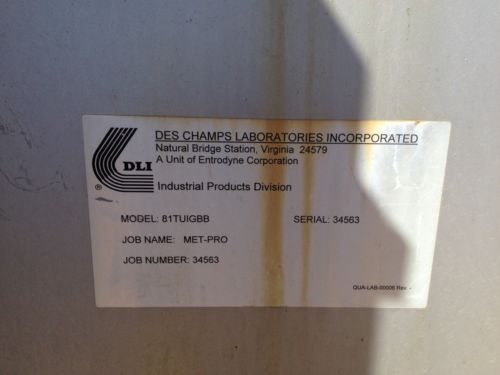 DES CHAMPS LABORATORIES INCORPORATED
Natural Bridge Station, Virginia 24579
A Unit of Entrodyne Corporation
DLI
®
Industrial Products Division
MODEL: 81TUIGBB SERIAL: 34563
JOB NAME: MET-PRO
JOB NUMBER: 34563
QUA-LAB-00006 Rev. -